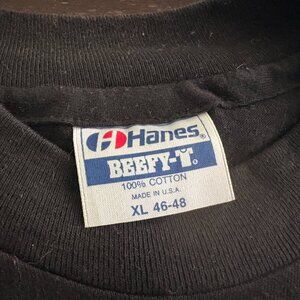 Hanes®
BEEFY-T®
100% COTTON
MADE IN U.S.A.
XL 46-48